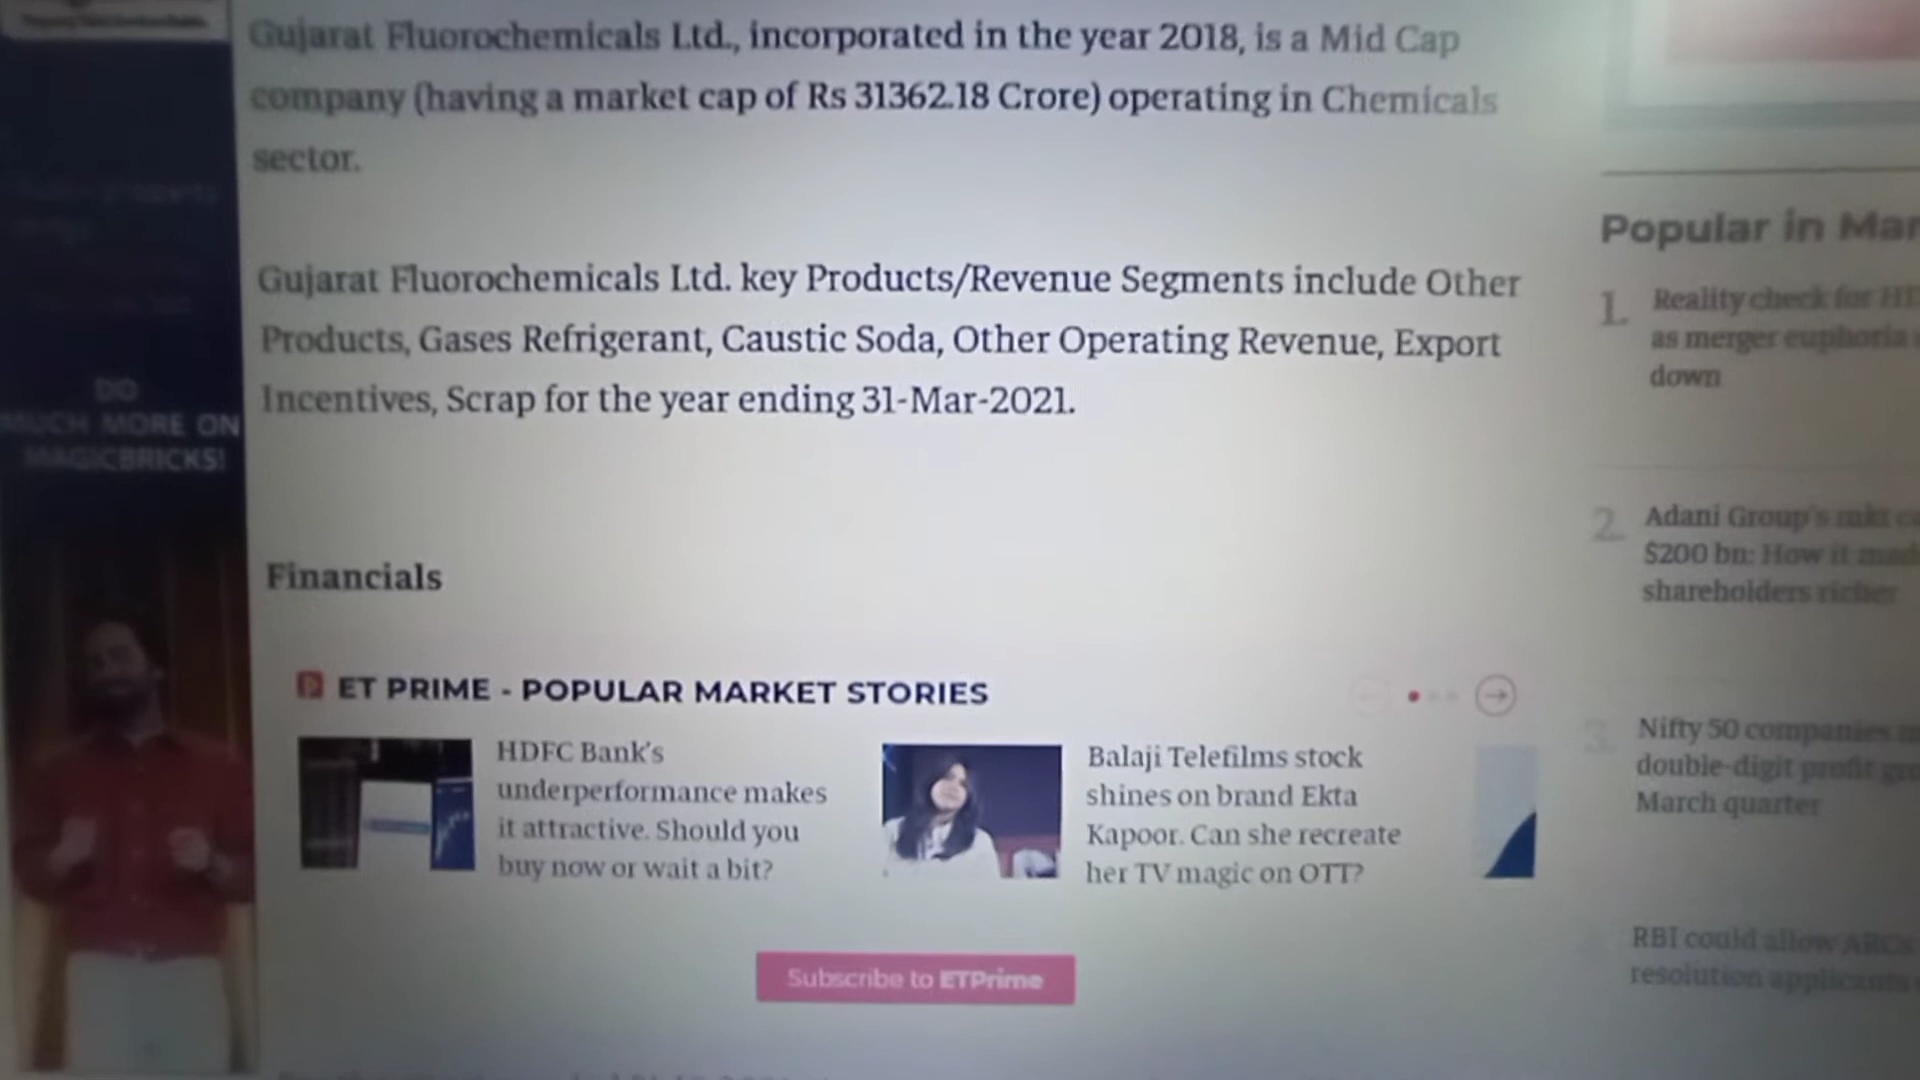 Gujarat Fluorochemicals Ltd., incorporated in the year 2018, is a Mid Cap
company (having a market cap of Rs 31362.18 Crore) operating in Chemicals
sector.
Gujarat Fluorochemicals Ltd. key Products/Revenue Segments include Other
Products, Gases Refrigerant, Caustic Soda, Other Operating Revenue, Export
Incentives, Scrap for the year ending 31-Mar-2021.
Financials
ET PRIME - POPULAR MARKET STORIES
HDFC Bank's
underperformance makes
it attractive. Should you
buy now or wait a bit?
Balaji Telefilms stock
shines on brand Ekta
Kapoor. Can she recreate
her TV magic on OTT?
Subscribe to ETPrime
DO
MUCH MORE ON
MAGICBRICKS!
Popular in Mar
1. Reality check for
as merger euphoria
down
2. Adani Group's mkt
$200 bn: How it
shareholders richer
3. Nifty 50 companies
double-digit profit
March quarter
RBI could allow ARCs
resolution applicants